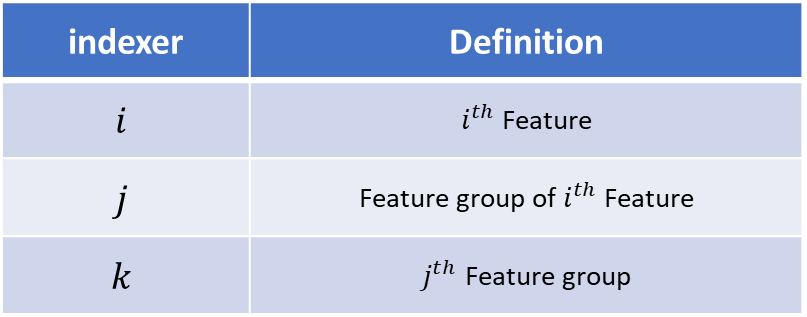 indexer Definition
i i^th Feature
j Feature group of i^th Feature
k j^th Feature group